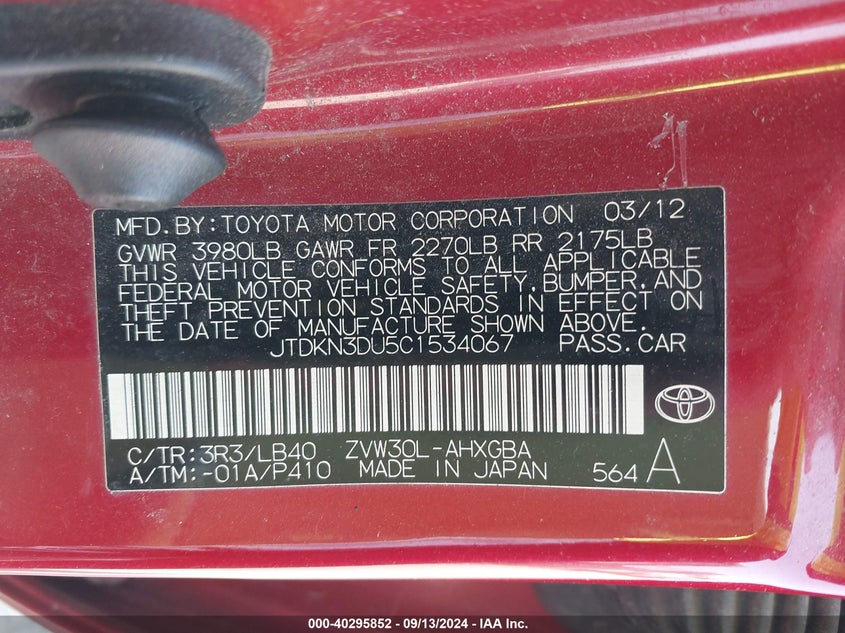 MFD.BY:TOYOTA MOTOR CORPORATION 03/12
GVWR 3980LB GAWR FR 2270LB RR 2175LB
THIS VEHICLE CONFORMS TO ALL APPLICABLE
FEDERAL MOTOR VEHICLE SAFETY,BUMPER,AND
THEFT PREVENTION STANDARDS IN EFFECT ON
THE DATE OF MANUFACTURE SHOWN ABOVE.
JTDKN3DU5C1534067 PASS.CAR
C/TR:3R3/LB40 ZVW30L-AHXGBA
A/TM:-01A/P410 MADE IN JAPAN 564 A
000-40295852 - 09/13/2024 - IAA Inc.